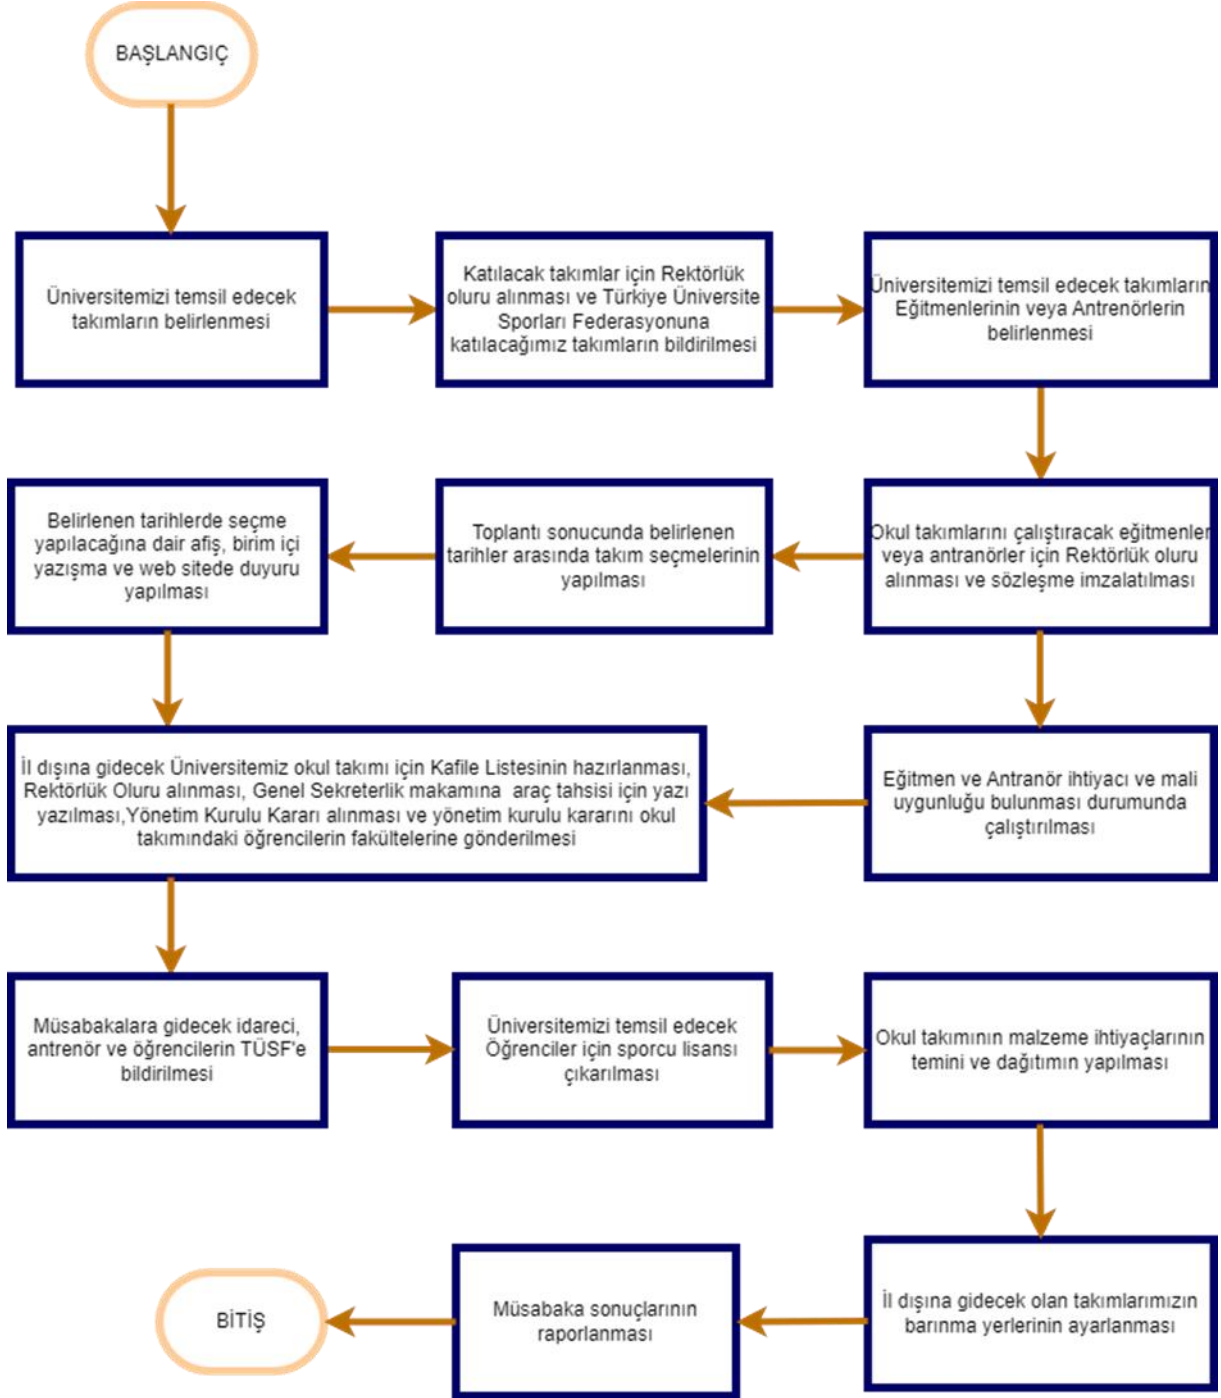 BAŞLANGIÇ
Üniversitemizi temsil edecek
takımların belirlenmesi
Katılacak takımlar için Rektörlük
oluru alınması ve Türkiye Üniversite
Sporları Federasyonuna
katılacağımız takımların bildirilmesi
Üniversitemizi temsil edecek takımların
Eğitmenlerinin veya Antrenörlerin
belirlenmesi
Belirlenen tarihlerde seçme
yapılacağına dair afiş, birim içi
yazışma ve web sitede duyuru
yapılması
Toplantı sonucunda belirlenen
tarihler arasında takım seçmelerinin
yapılması
Okul takımlarını çalıştıracak eğitmenler
veya antranörler için Rektörlük oluru
alınması ve sözleşme imzalatılması
İl dışına gidecek Üniversitemiz okul takımı için Kafile Listesinin hazırlanması,
Rektörlük Oluru alınması, Genel Sekreterlik makamına araç tahsisi için yazı
yazılması,Yönetim Kurulu Kararı alınması ve yönetim kurulu kararını okul
takımındaki öğrencilerin fakültelerine gönderilmesi
Eğitmen ve Antranör ihtiyacı ve mali
uygunluğu bulunması durumunda
çalıştırılması
Müsabakalara gidecek idareci,
antrenör ve öğrencilerin TÜSF'e
bildirilmesi
Üniversitemizi temsil edecek
Öğrenciler için sporcu lisansı
çıkarılması
Okul takımının malzeme ihtiyaçlarının
temini ve dağıtımın yapılması
BİTİŞ
Müsabaka sonuçlarının
raporlanması
İl dışına gidecek olan takımlarımızın
barınma yerlerinin ayarlanması